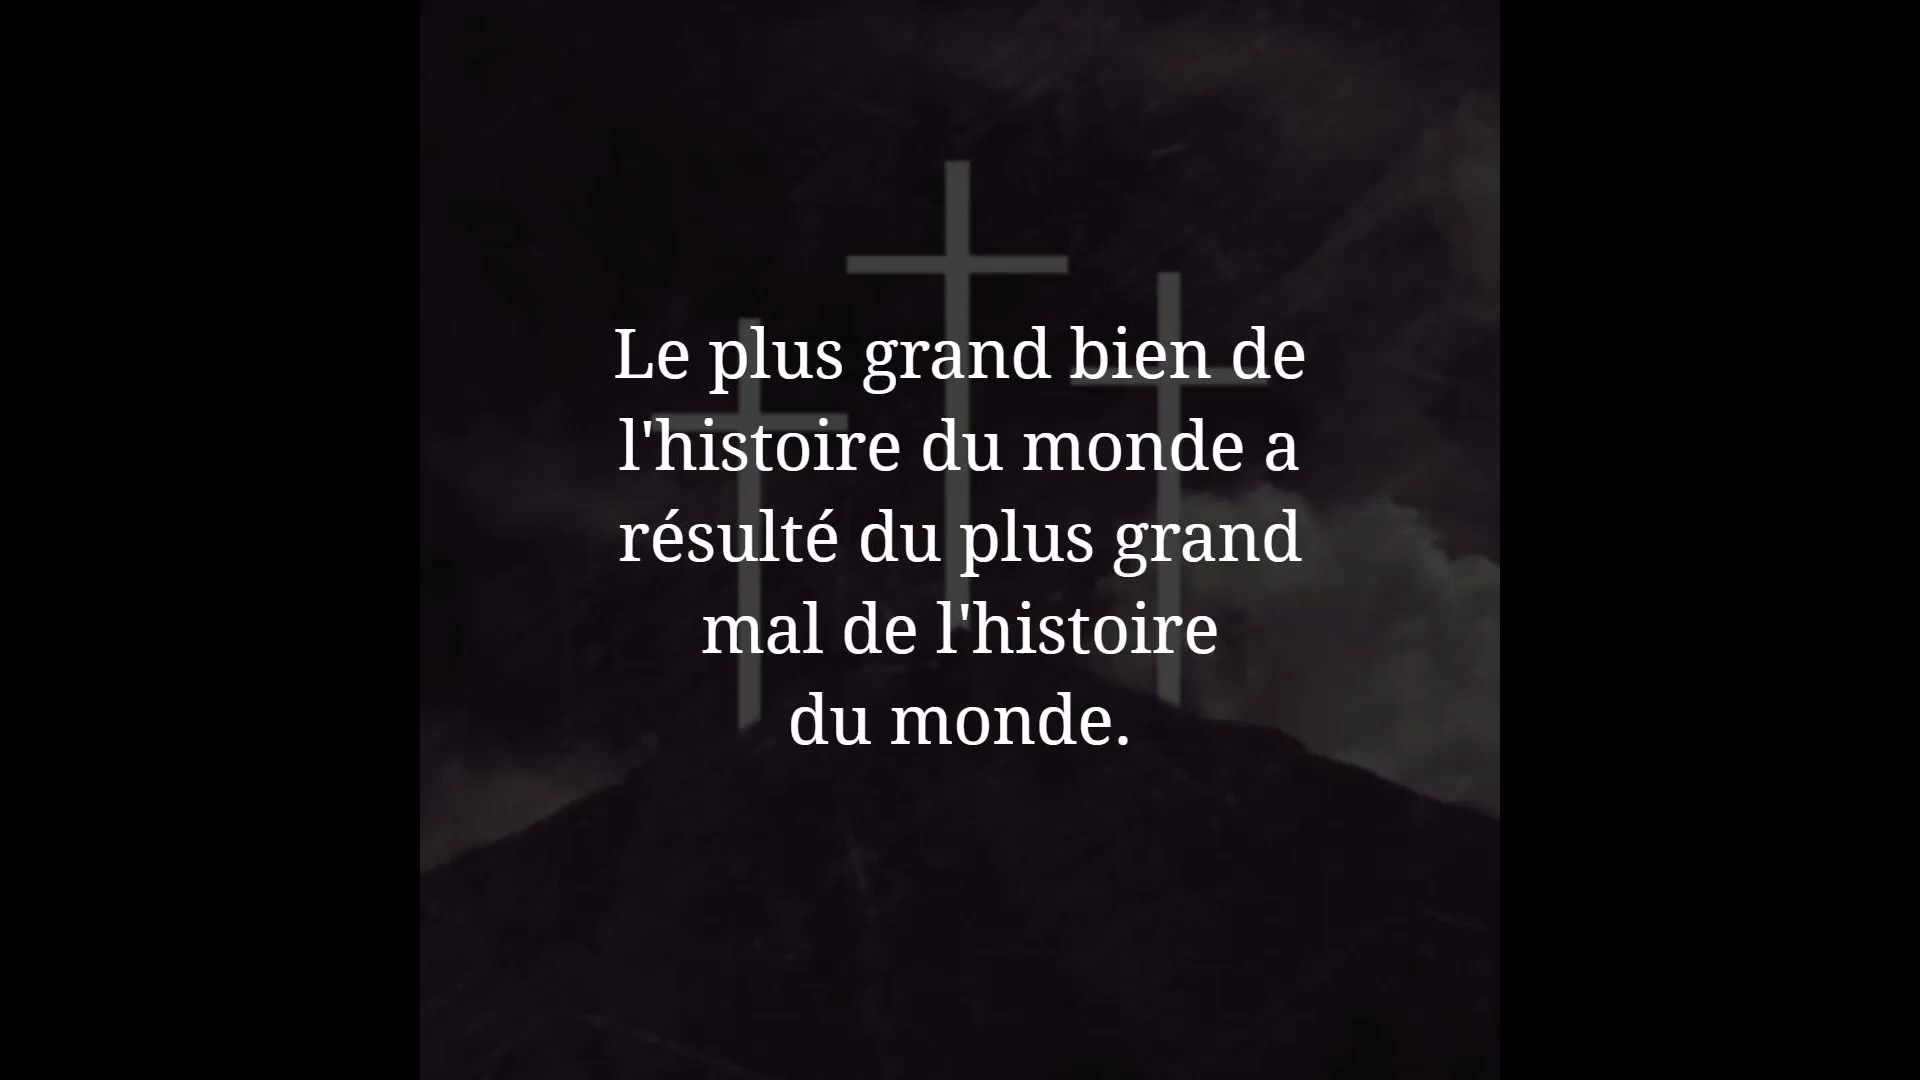 Le plus grand bien de
l'histoire du monde a
résulté du plus grand
mal de l'histoire
du monde.